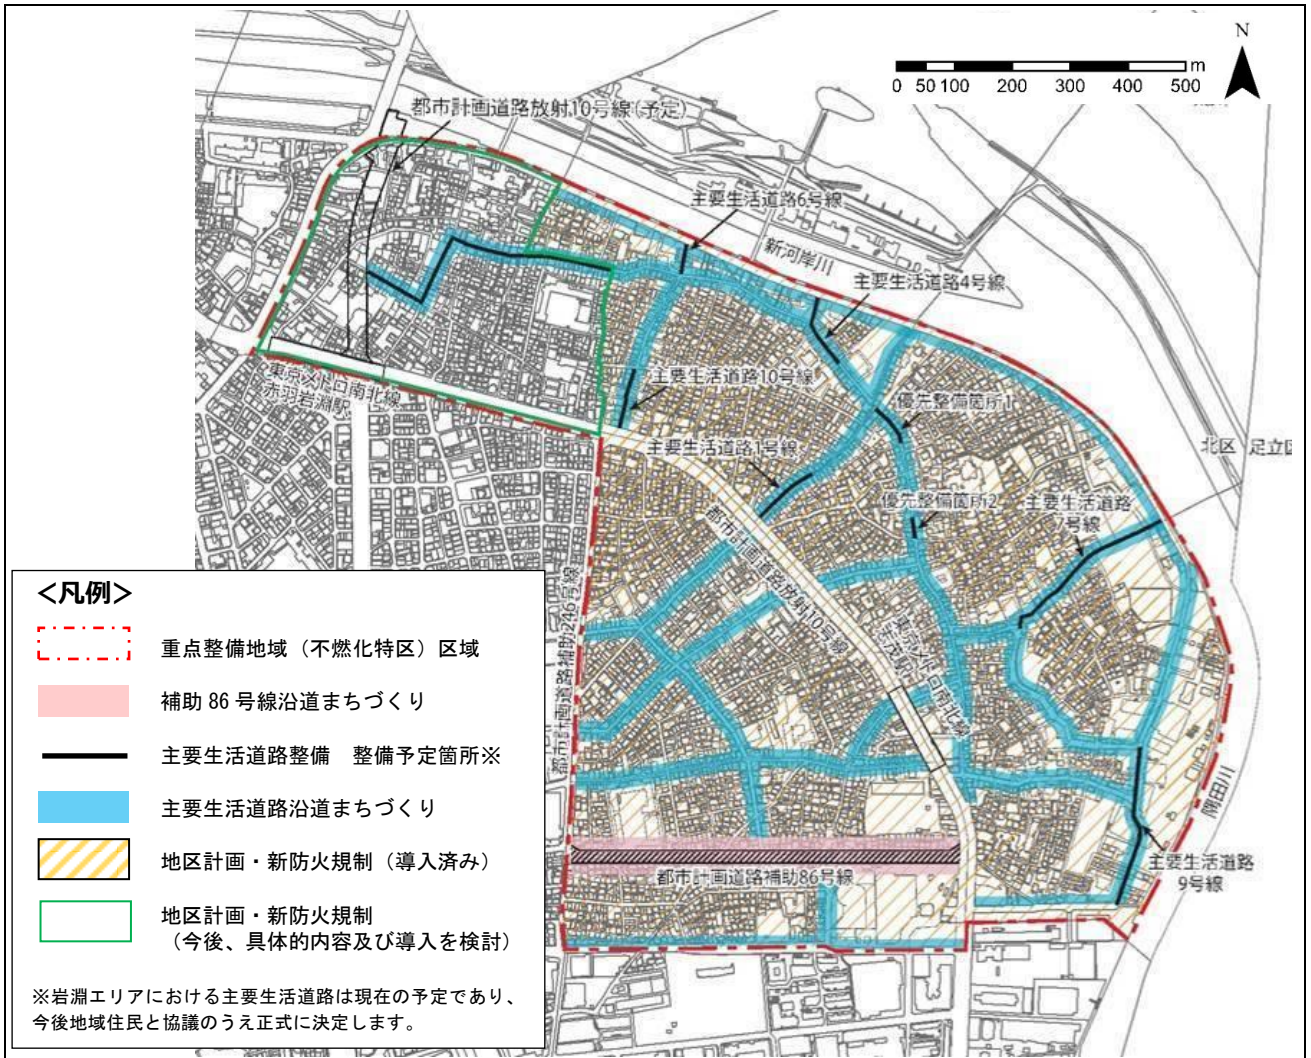 N
0 50 100 200 300 400 500 m
都市計画道路放射10号線(予定)
主要生活道路6号線
新河岸川
主要生活道路4号線
東京メトロ南北線
赤羽岩淵駅
主要生活道路10号線
優先整備箇所1
主要生活道路1号線
北区 足立区
優先整備箇所2
主要生活道路
7号線
都市計画道路放射10号線
都市計画道路補助246号線
東京メトロ南北線
志茂駅
隅田川
主要生活道路
9号線
都市計画道路補助86号線
＜凡例＞
重点整備地域（不燃化特区）区域
補助 86 号線沿道まちづくり
主要生活道路整備　整備予定箇所※
主要生活道路沿道まちづくり
地区計画・新防火規制（導入済み）
地区計画・新防火規制
（今後、具体的内容及び導入を検討）
※岩淵エリアにおける主要生活道路は現在の予定であり、
今後地域住民と協議のうえ正式に決定します。